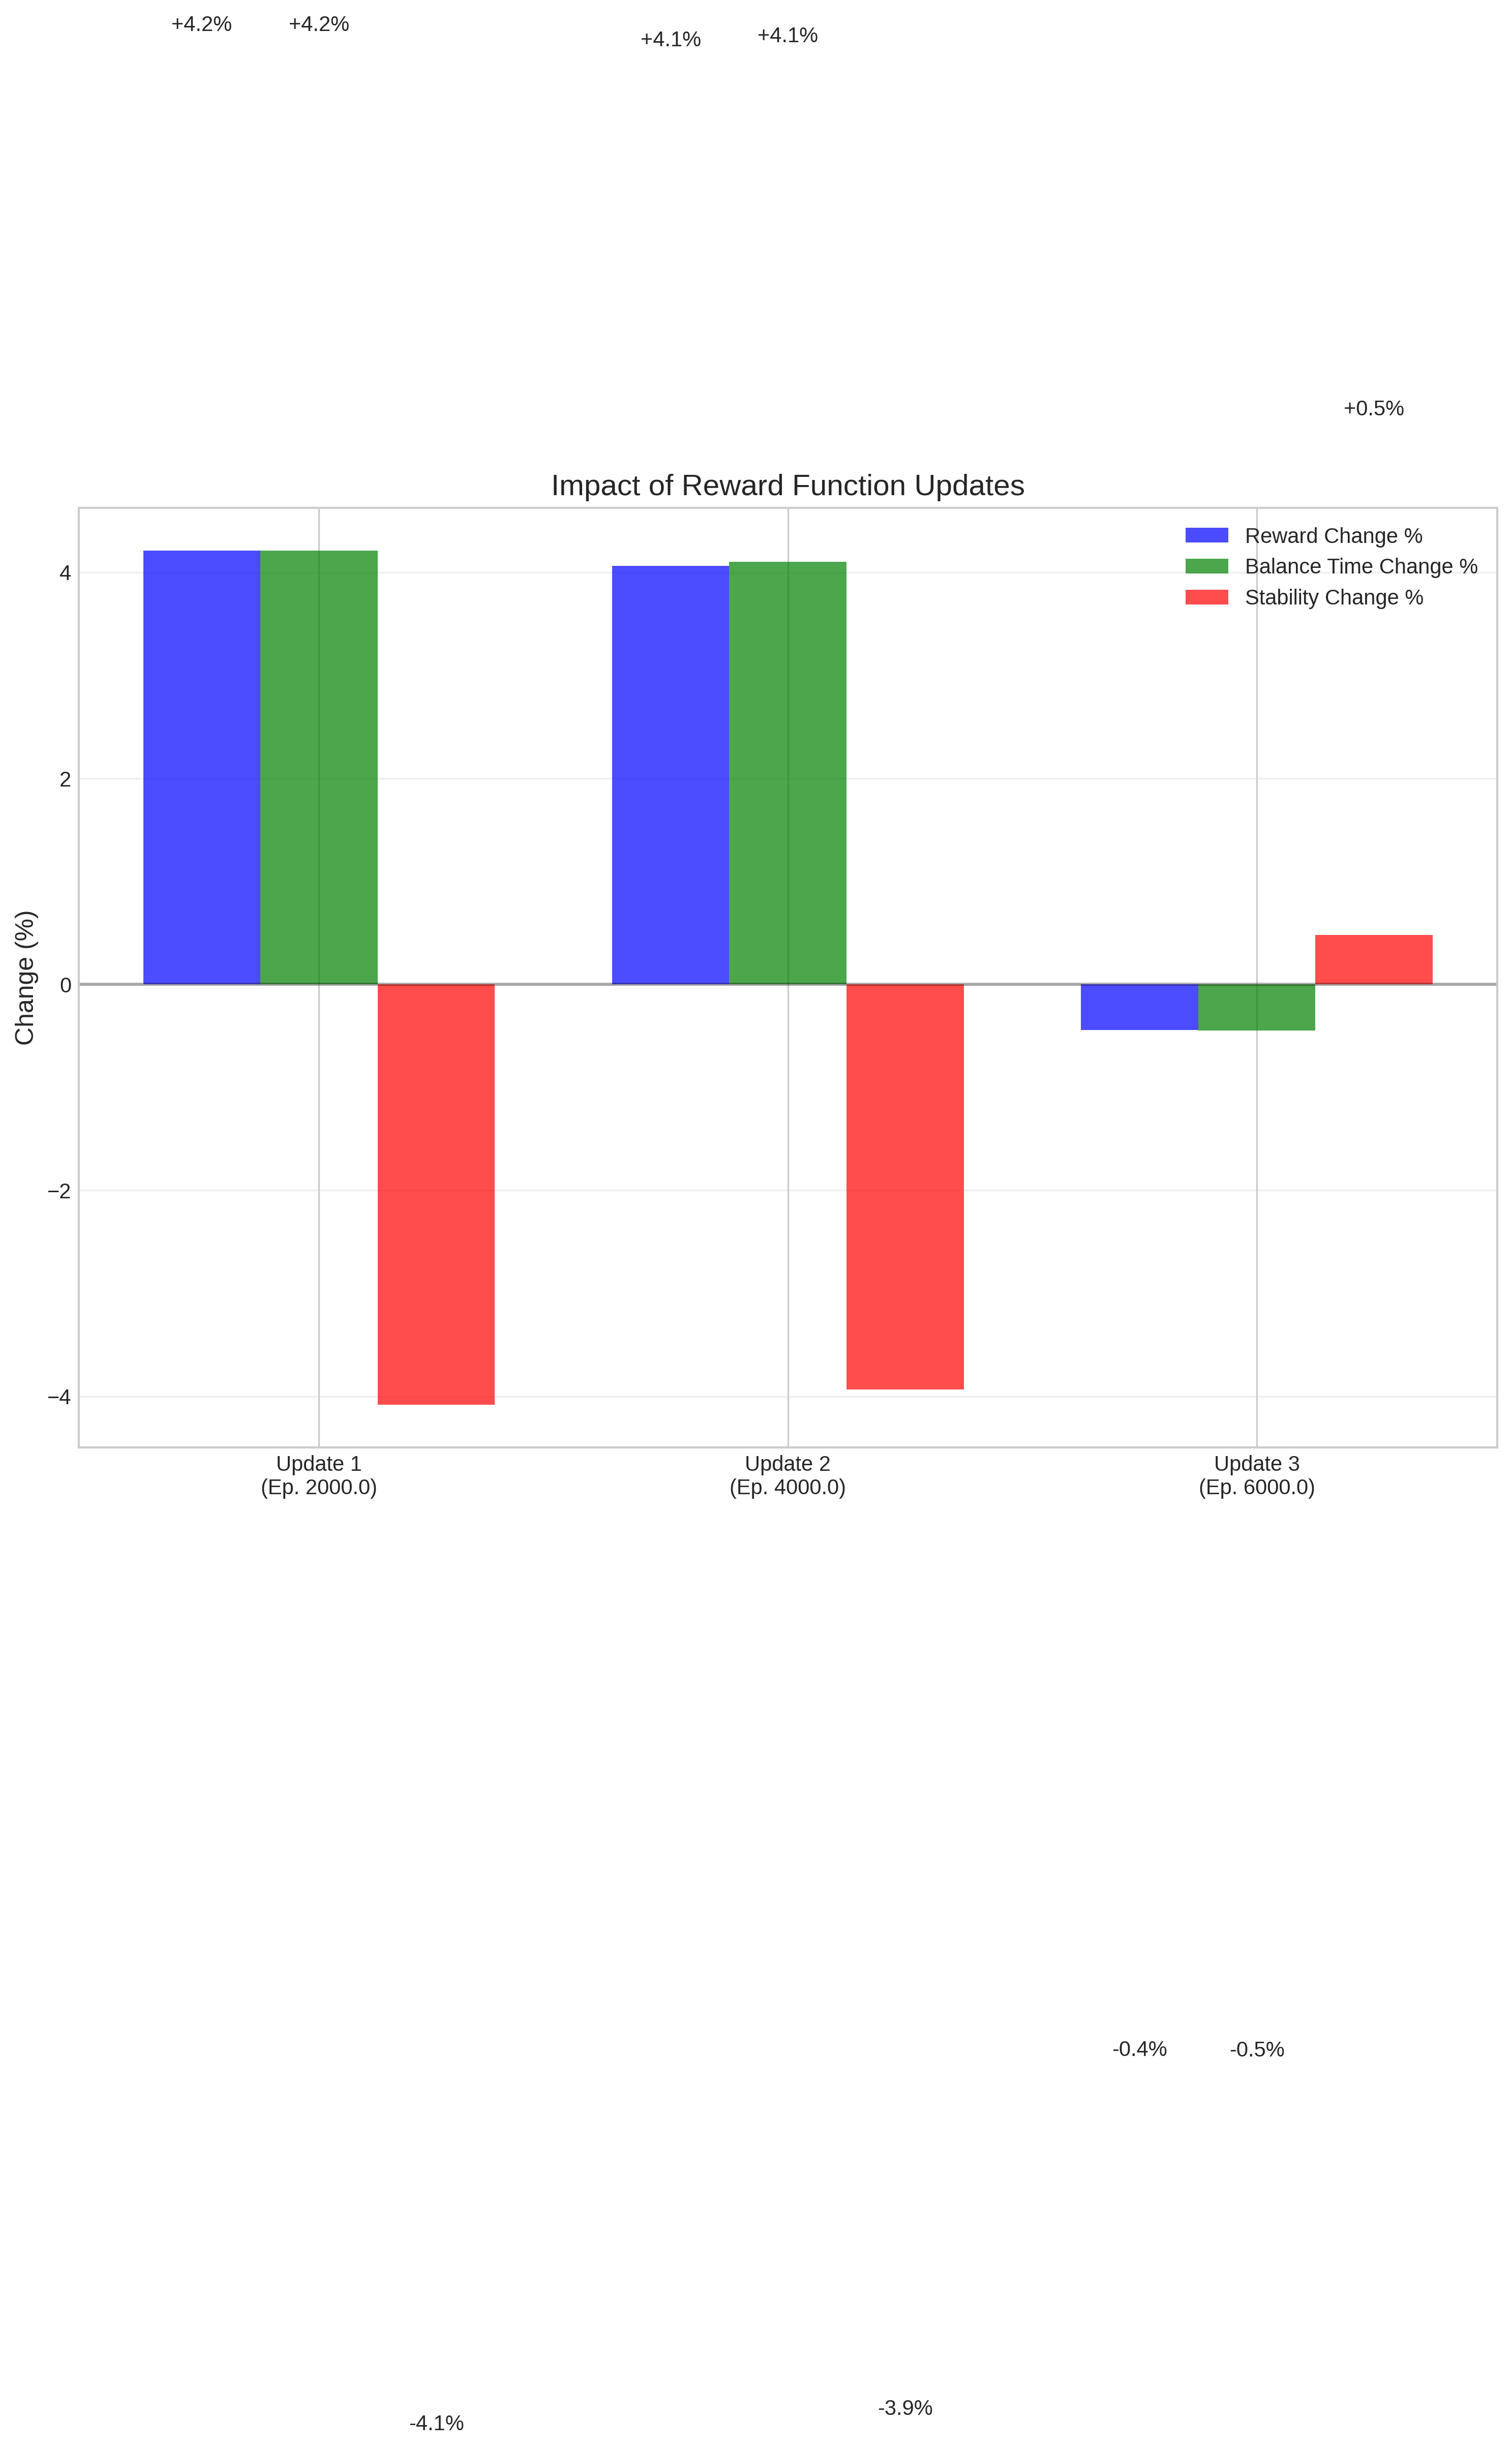 +4.2%
+4.2%
+4.1%
+4.1%
+0.5%
Impact of Reward Function Updates
Reward Change %
Balance Time Change %
Stability Change %
Change (%)
4
2
0
−2
−4
Update 1
(Ep. 2000.0)
Update 2
(Ep. 4000.0)
Update 3
(Ep. 6000.0)
-0.4%
-0.5%
-4.1%
-3.9%